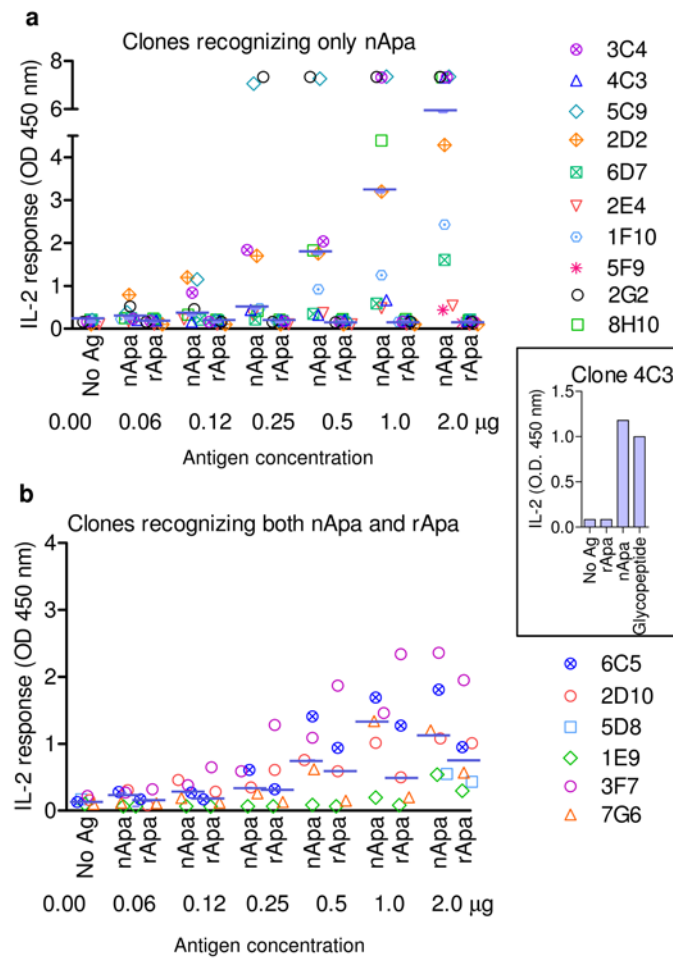 a
Clones recognizing only nApa
IL-2 response (OD 450 nm)
8
6
4
2
1
0
No Ag
nApa
rApa
nApa
rApa
nApa
rApa
nApa
rApa
nApa
rApa
nApa
rApa
0.00 0.06 0.12 0.25 0.5 1.0 2.0 µg
Antigen concentration
3C4
4C3
5C9
2D2
6D7
2E4
1F10
5F9
2G2
8H10
Clone 4C3
IL-2 (O.D. 450 nm)
1.5
1.0
0.5
0.0
No Ag
rApa
nApa
Glycopeptide
b
Clones recognizing both nApa and rApa
IL-2 response (OD 450 nm)
4
3
2
1
0
No Ag
nApa
rApa
nApa
rApa
nApa
rApa
nApa
rApa
nApa
rApa
nApa
rApa
0.00 0.06 0.12 0.25 0.5 1.0 2.0 µg
Antigen concentration
6C5
2D10
5D8
1E9
3F7
7G6